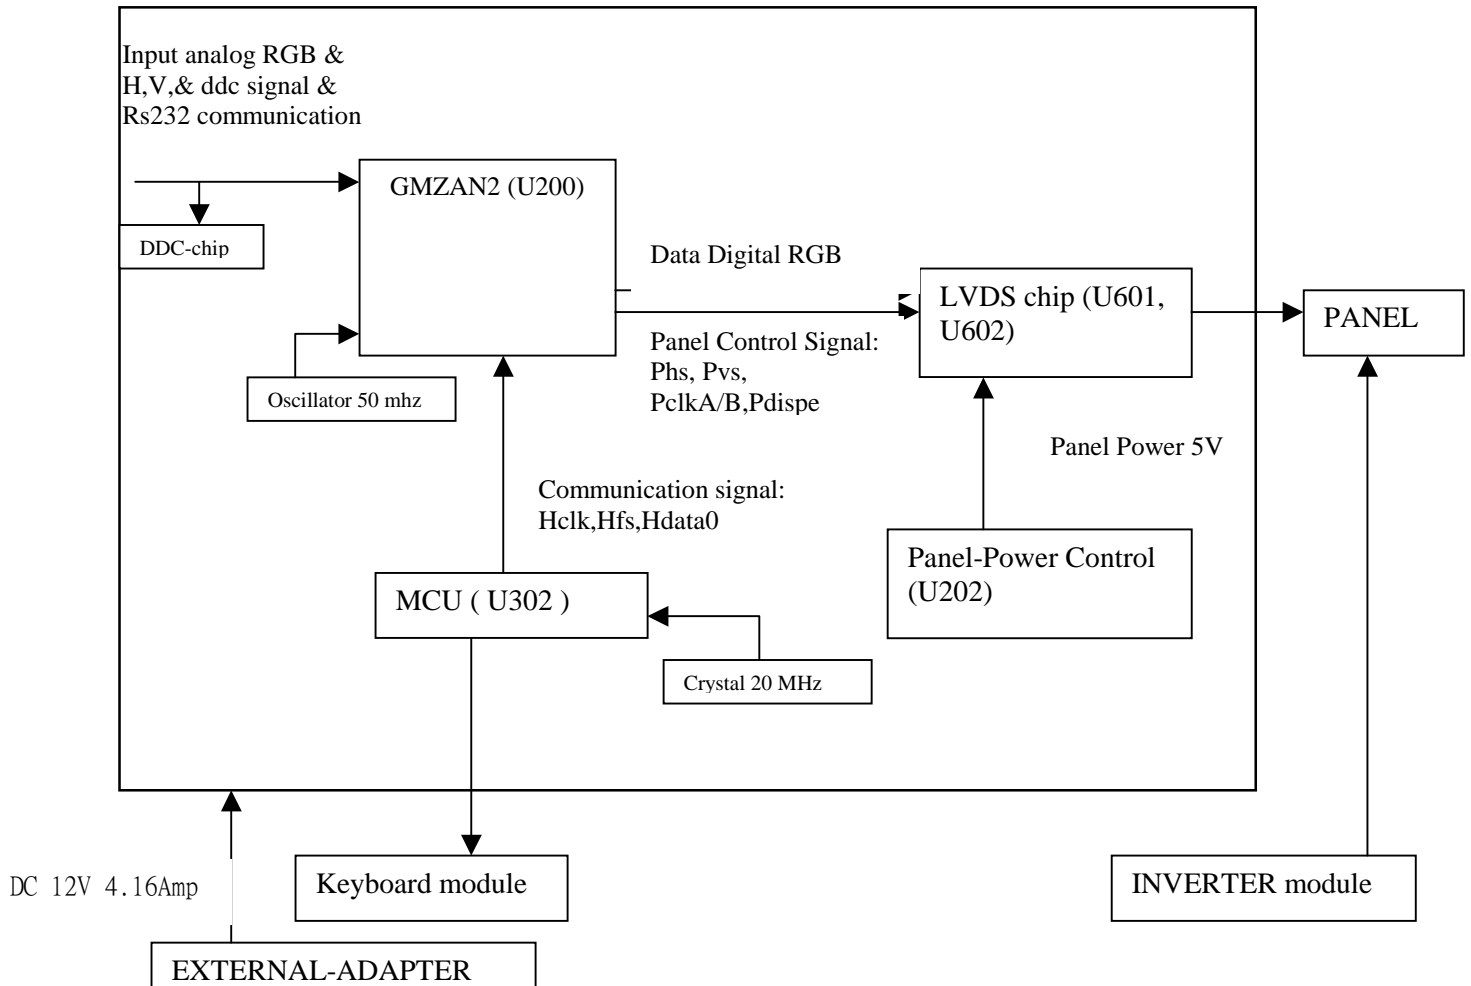 Input analog RGB &
H,V,& ddc signal &
Rs232 communication
GMZAN2 (U200)
DDC-chip
Data Digital RGB
LVDS chip (U601,
U602)
PANEL
Panel Control Signal:
Phs, Pvs,
PclkA/B,Pdispe
Oscillator 50 mhz
Panel Power 5V
Communication signal:
Hclk,Hfs,Hdata0
Panel-Power Control
(U202)
MCU ( U302 )
Crystal 20 MHz
DC 12V 4.16Amp
Keyboard module
INVERTER module
EXTERNAL-ADAPTER